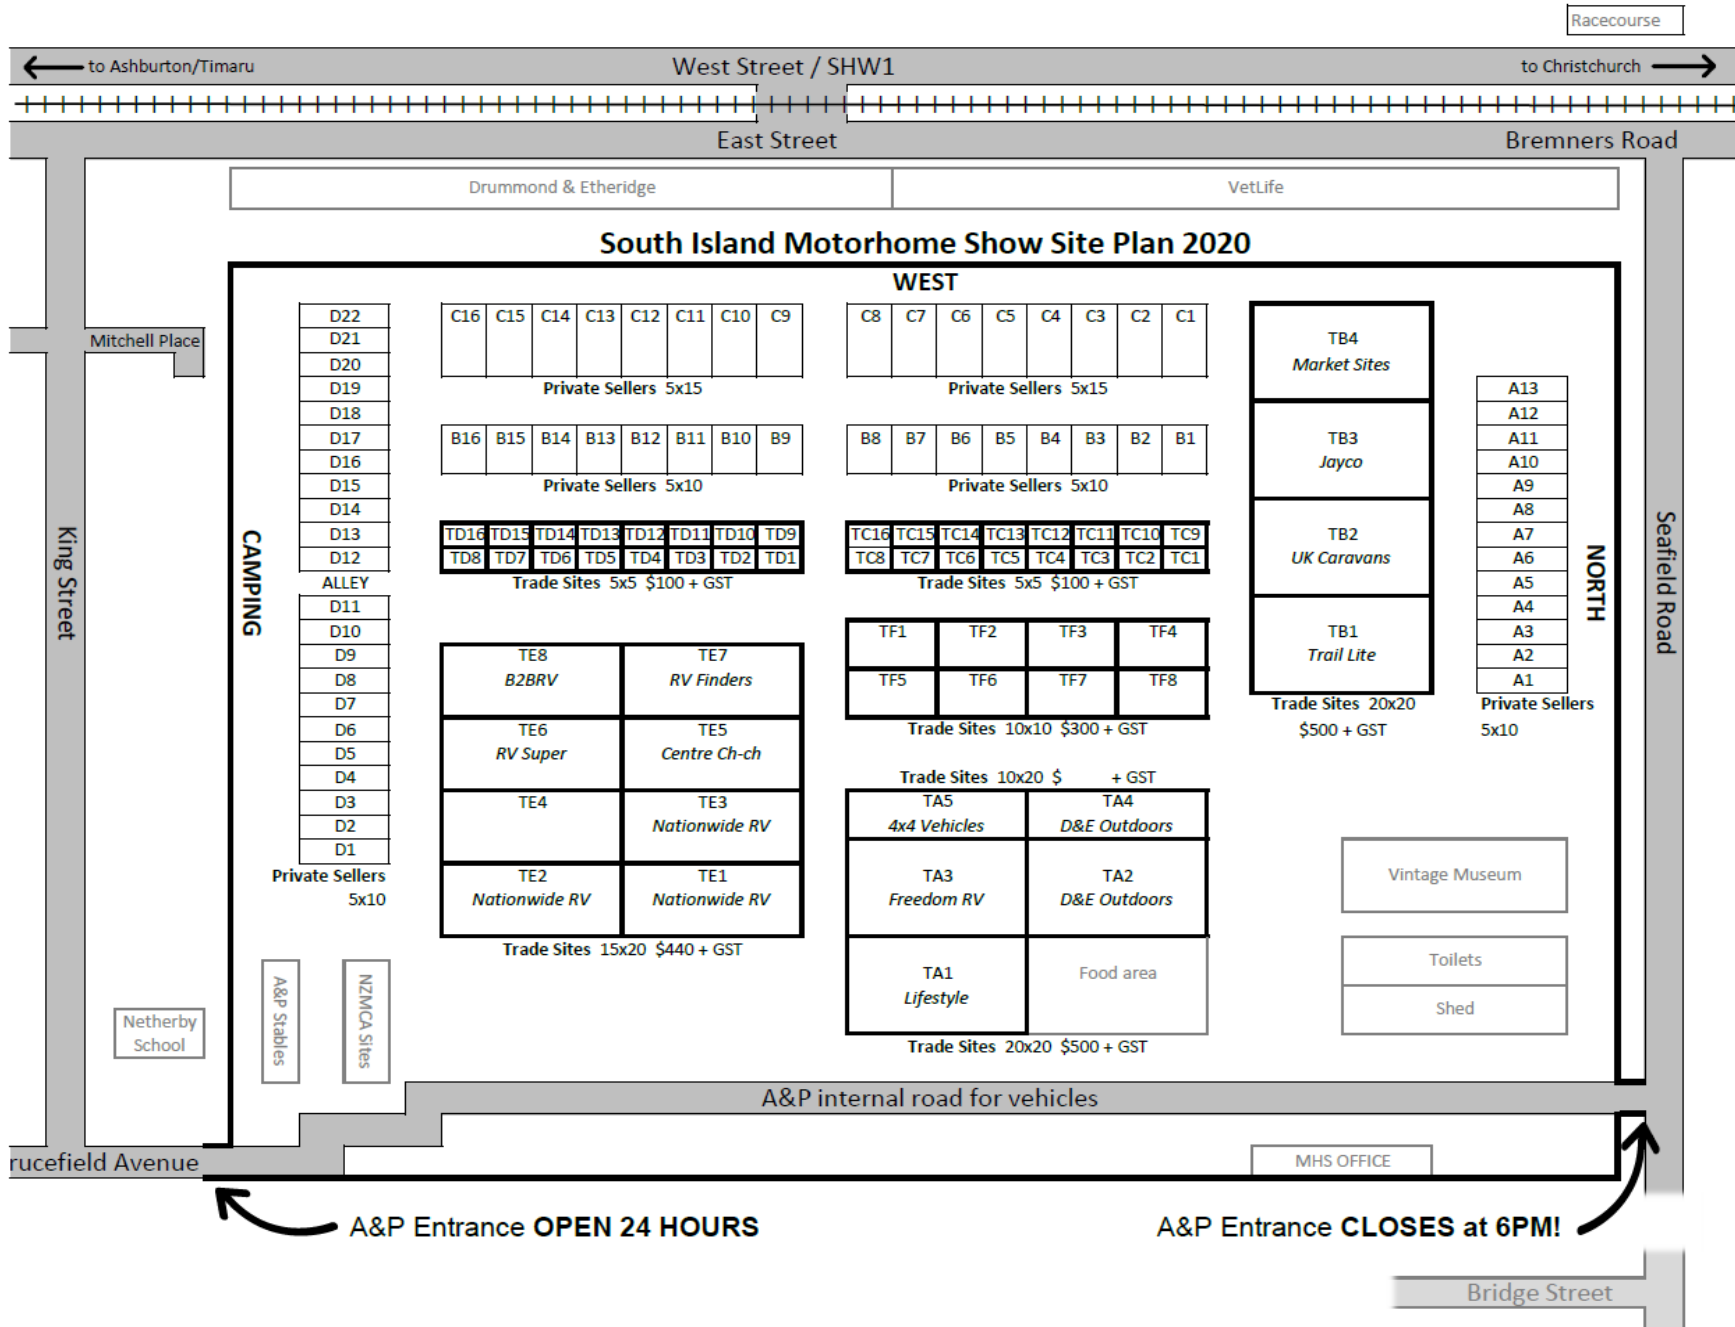 Racecourse
to Ashburton/Timaru
West Street / SHW1
to Christchurch
East Street
Bremners Road
Drummond & Etheridge
VetLife
South Island Motorhome Show Site Plan 2020
WEST
King Street
Mitchell Place
CAMPING
D22
D21
D20
D19
D18
D17
D16
D15
D14
D13
D12
ALLEY
D11
D10
D9
D8
D7
D6
D5
D4
D3
D2
D1
Private Sellers
5x10
C16 C15 C14 C13 C12 C11 C10 C9
Private Sellers 5x15
C8 C7 C6 C5 C4 C3 C2 C1
Private Sellers 5x15
B16 B15 B14 B13 B12 B11 B10 B9
Private Sellers 5x10
B8 B7 B6 B5 B4 B3 B2 B1
Private Sellers 5x10
TD16 TD15 TD14 TD13 TD12 TD11 TD10 TD9
TD8 TD7 TD6 TD5 TD4 TD3 TD2 TD1
Trade Sites 5x5 $100 + GST
TC16 TC15 TC14 TC13 TC12 TC11 TC10 TC9
TC8 TC7 TC6 TC5 TC4 TC3 TC2 TC1
Trade Sites 5x5 $100 + GST
TF1 TF2 TF3 TF4
TF5 TF6 TF7 TF8
Trade Sites 10x10 $300 + GST
TE8
B2BRV
TE7
RV Finders
TE6
RV Super
TE5
Centre Ch-ch
TE4
TE3
Nationwide RV
TE2
Nationwide RV
TE1
Nationwide RV
Trade Sites 15x20 $440 + GST
Trade Sites 10x20 $ + GST
TA5
4x4 Vehicles
TA4
D&E Outdoors
TA3
Freedom RV
TA2
D&E Outdoors
TA1
Lifestyle
Food area
Trade Sites 20x20 $500 + GST
TB4
Market Sites
TB3
Jayco
TB2
UK Caravans
TB1
Trail Lite
Trade Sites 20x20
$500 + GST
A13
A12
A11
A10
A9
A8
A7
A6
A5
A4
A3
A2
A1
Private Sellers
5x10
NORTH
Seafield Road
Vintage Museum
Toilets
Shed
Netherby
School
A&P Stables
NZMCA Sites
A&P internal road for vehicles
rucefield Avenue
MHS OFFICE
A&P Entrance OPEN 24 HOURS
A&P Entrance CLOSES at 6PM!
Bridge Street